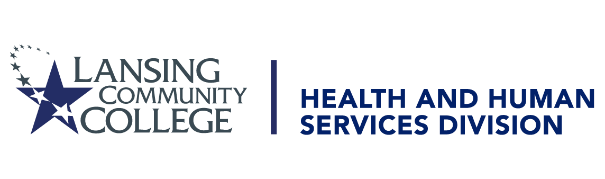 LANSING
COMMUNITY
COLLEGE
HEALTH AND HUMAN
SERVICES DIVISION